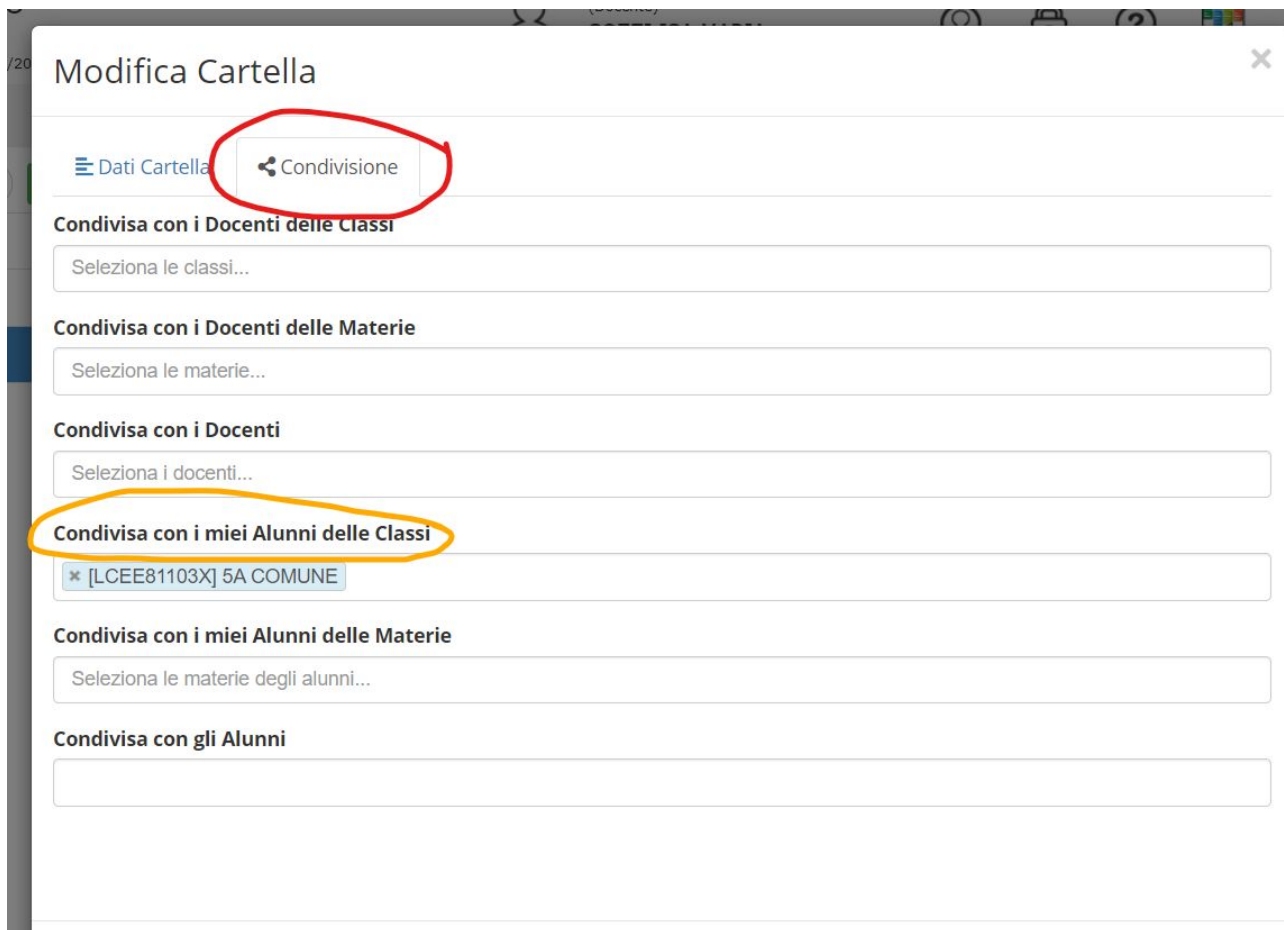 (Docente)
/20
Modifica Cartella
Dati Cartella
Condivisione
Condivisa con i Docenti delle Classi
Seleziona le classi...
Condivisa con i Docenti delle Materie
Seleziona le materie...
Condivisa con i Docenti
Seleziona i docenti...
Condivisa con i miei Alunni delle Classi
× [LCEE81103X] 5A COMUNE
Condivisa con i miei Alunni delle Materie
Seleziona le materie degli alunni...
Condivisa con gli Alunni